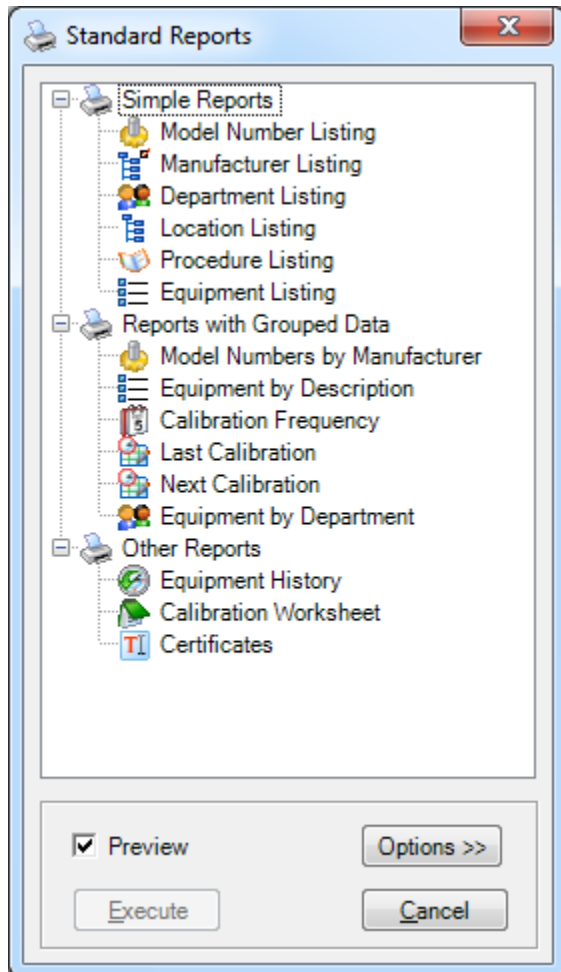 Standard Reports
Simple Reports
Model Number Listing
Manufacturer Listing
Department Listing
Location Listing
Procedure Listing
Equipment Listing
Reports with Grouped Data
Model Numbers by Manufacturer
Equipment by Description
Calibration Frequency
Last Calibration
Next Calibration
Equipment by Department
Other Reports
Equipment History
Calibration Worksheet
Certificates
Preview Options >>
Execute Cancel